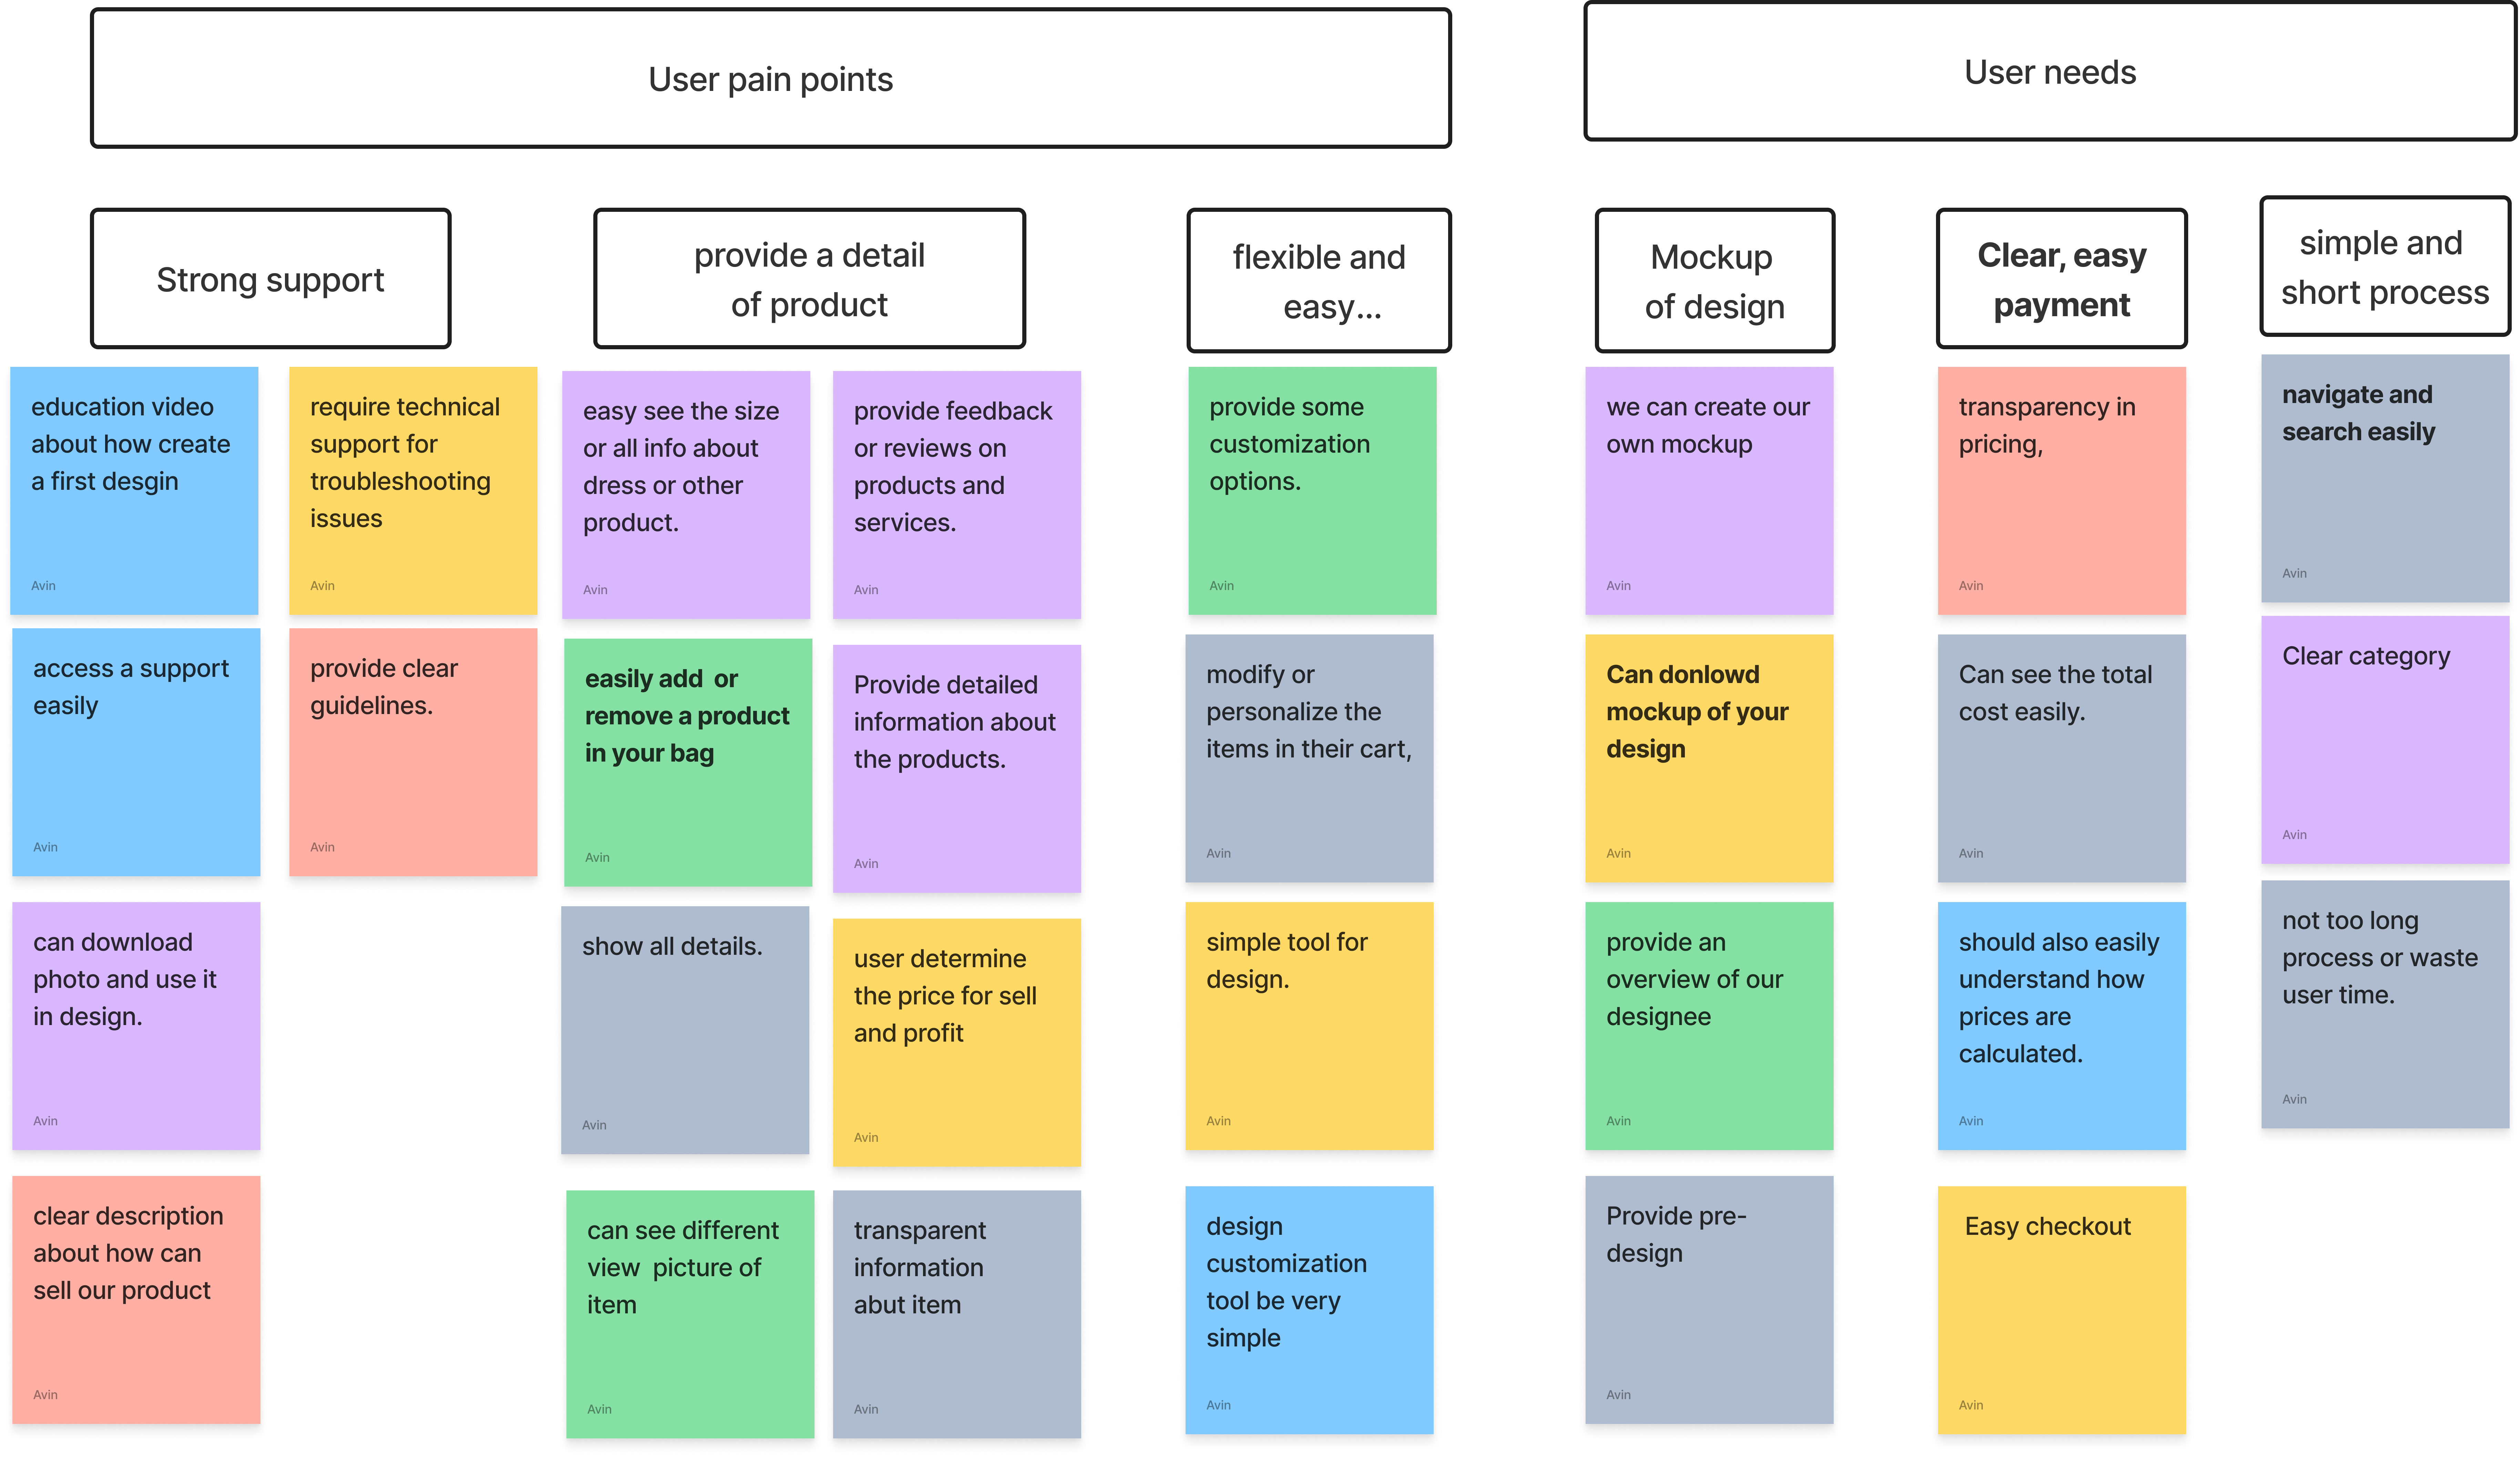 User pain points
User needs
Strong support
provide a detail
of product
flexible and
easy...
Mockup
of design
Clear, easy
payment
simple and
short process
education video
about how create
a first desgin
Avin
require technical
support for
troubleshooting
issues
Avin
access a support
easily
Avin
provide clear
guidelines.
Avin
can download
photo and use it
in design.
Avin
clear description
about how can
sell our product
Avin
easy see the size
or all info about
dress or other
product.
Avin
provide feedback
or reviews on
products and
services.
Avin
easily add  or
remove a product
in your bag
Avin
Provide detailed
information about
the products.
Avin
show all details.
Avin
user determine
the price for sell
and profit
Avin
can see different
view  picture of
item
Avin
transparent
information
abut item
Avin
provide some
customization
options.
Avin
modify or
personalize the
items in their cart,
Avin
simple tool for
design.
Avin
design
customization
tool be very
simple
Avin
we can create our
own mockup
Avin
Can donlowd
mockup of your
design
Avin
provide an
overview of our
designee
Avin
Provide pre-
design
Avin
transparency in
pricing,
Avin
Can see the total
cost easily.
Avin
should also easily
understand how
prices are
calculated.
Avin
Easy checkout
Avin
navigate and
search easily
Avin
Clear category
Avin
not too long
process or waste
user time.
Avin